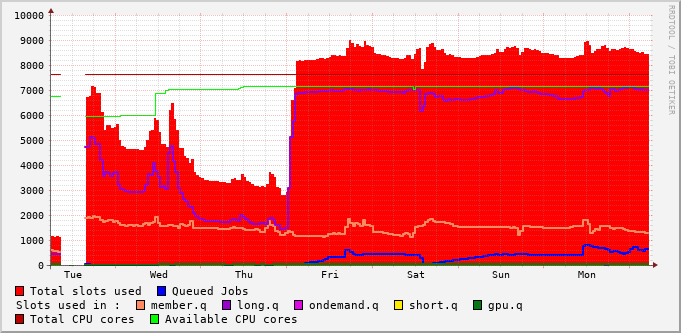 10000
9000
8000
7000
6000
5000
4000
3000
2000
1000
0
Tue Wed Thu Fri Sat Sun Mon
RRDTOOL / TOBI OETIKER
Total slots used Queued Jobs
Slots used in : member.q long.q ondemand.q short.q gpu.q
Total CPU cores Available CPU cores